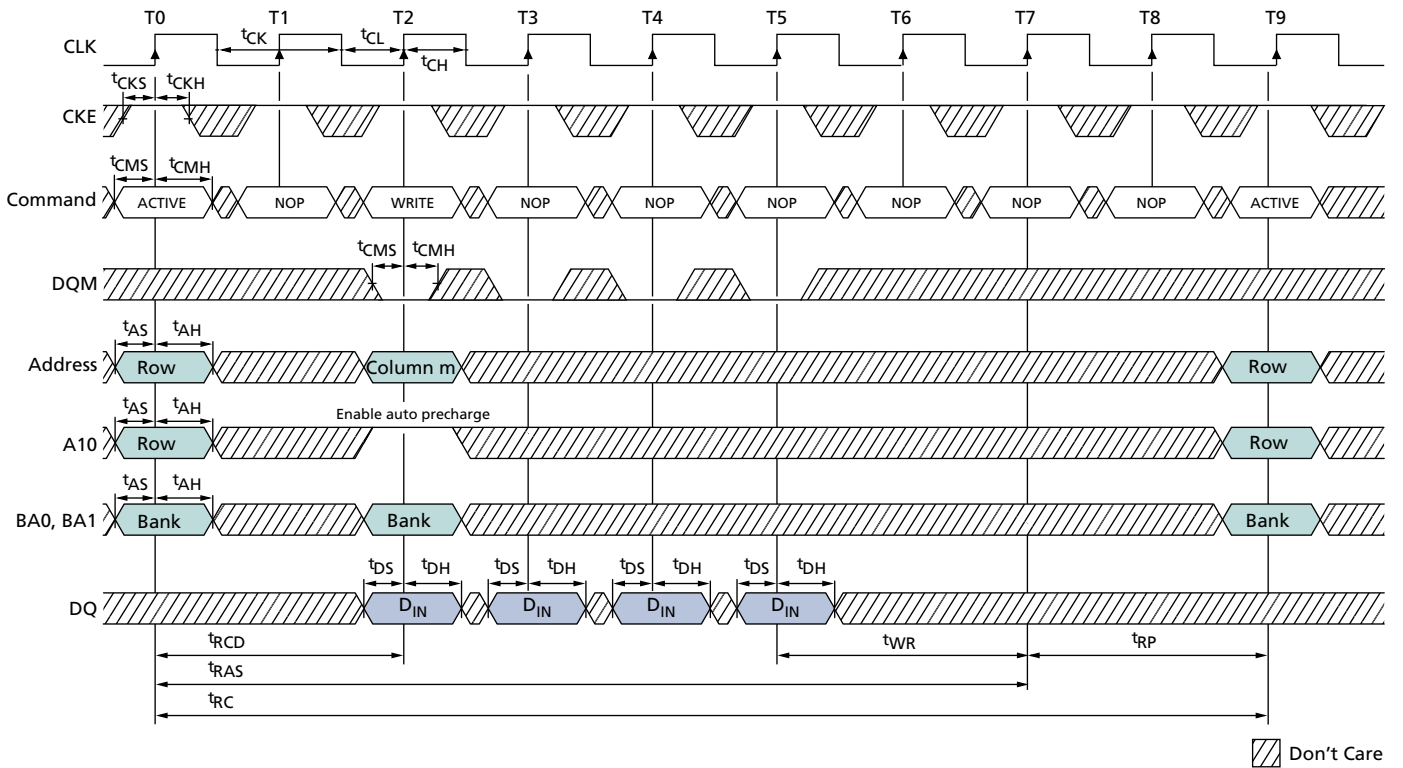 T0 T1 T2 T3 T4 T5 T6 T7 T8 T9
CLK
tCK tCL
tCH
tCKS tCKH
CKE
tCMS tCMH
Command ACTIVE NOP WRITE NOP NOP NOP NOP NOP NOP ACTIVE
tCMS tCMH
DQM
tAS tAH
Address Row Column m Row
tAS tAH
Enable auto precharge
A10 Row Row
tAS tAH
BA0, BA1 Bank Bank Bank
tDS tDH tDS tDH tDS tDH tDS tDH
DQ DIN DIN DIN DIN
tRCD tWR tRP
tRAS
tRC
Don't Care